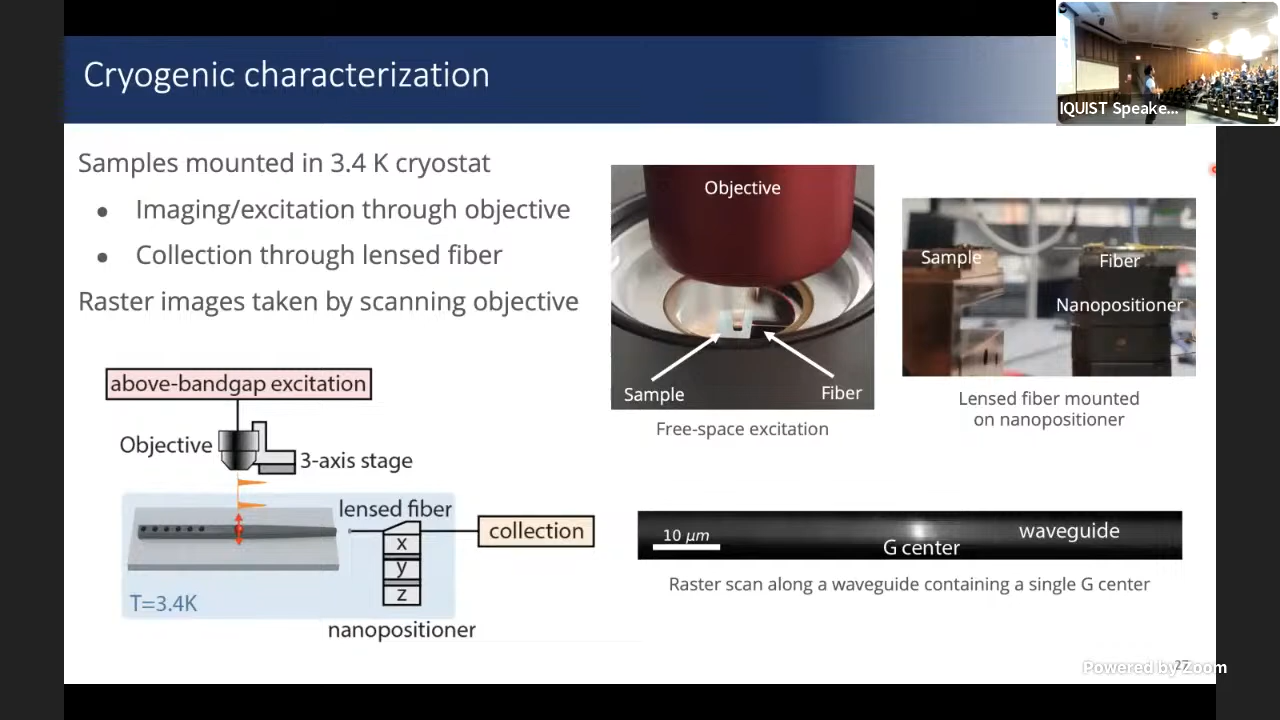 Cryogenic characterization
IQUIST Speake...
Samples mounted in 3.4 K cryostat
• Imaging/excitation through objective
• Collection through lensed fiber
Raster images taken by scanning objective
above-bandgap excitation
Objective
3-axis stage
lensed fiber
collection
x
y
z
T=3.4K
nanopositioner
Objective
Sample
Fiber
Free-space excitation
Sample
Fiber
Nanopositioner
Lensed fiber mounted
on nanopositioner
10 μm
G center
waveguide
Raster scan along a waveguide containing a single G center
27
Powered by Zoom